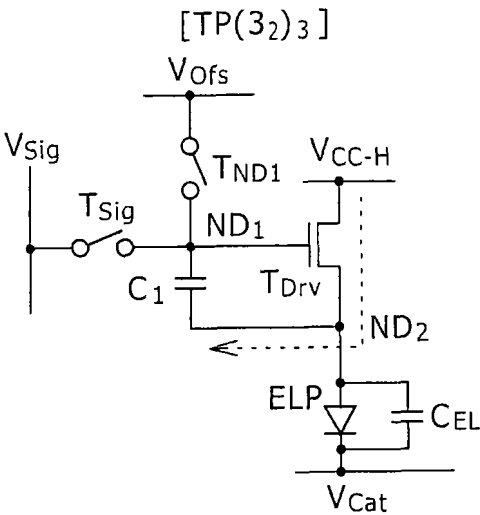 [TP(3₂)₃]
V_Ofs
V_Sig
T_ND1
V_CC-H
T_Sig
ND₁
C₁
T_Drv
ND₂
ELP
C_EL
V_Cat